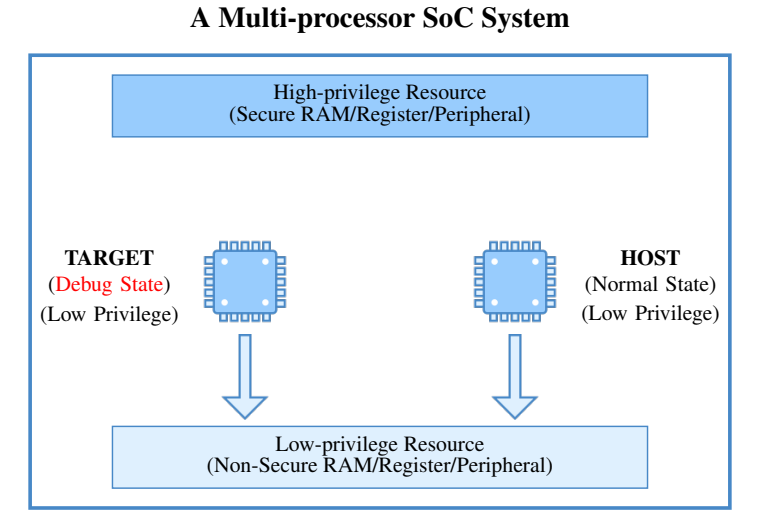 A Multi-processor SoC System
High-privilege Resource
(Secure RAM/Register/Peripheral)
TARGET
(Debug State)
(Low Privilege)
HOST
(Normal State)
(Low Privilege)
Low-privilege Resource
(Non-Secure RAM/Register/Peripheral)